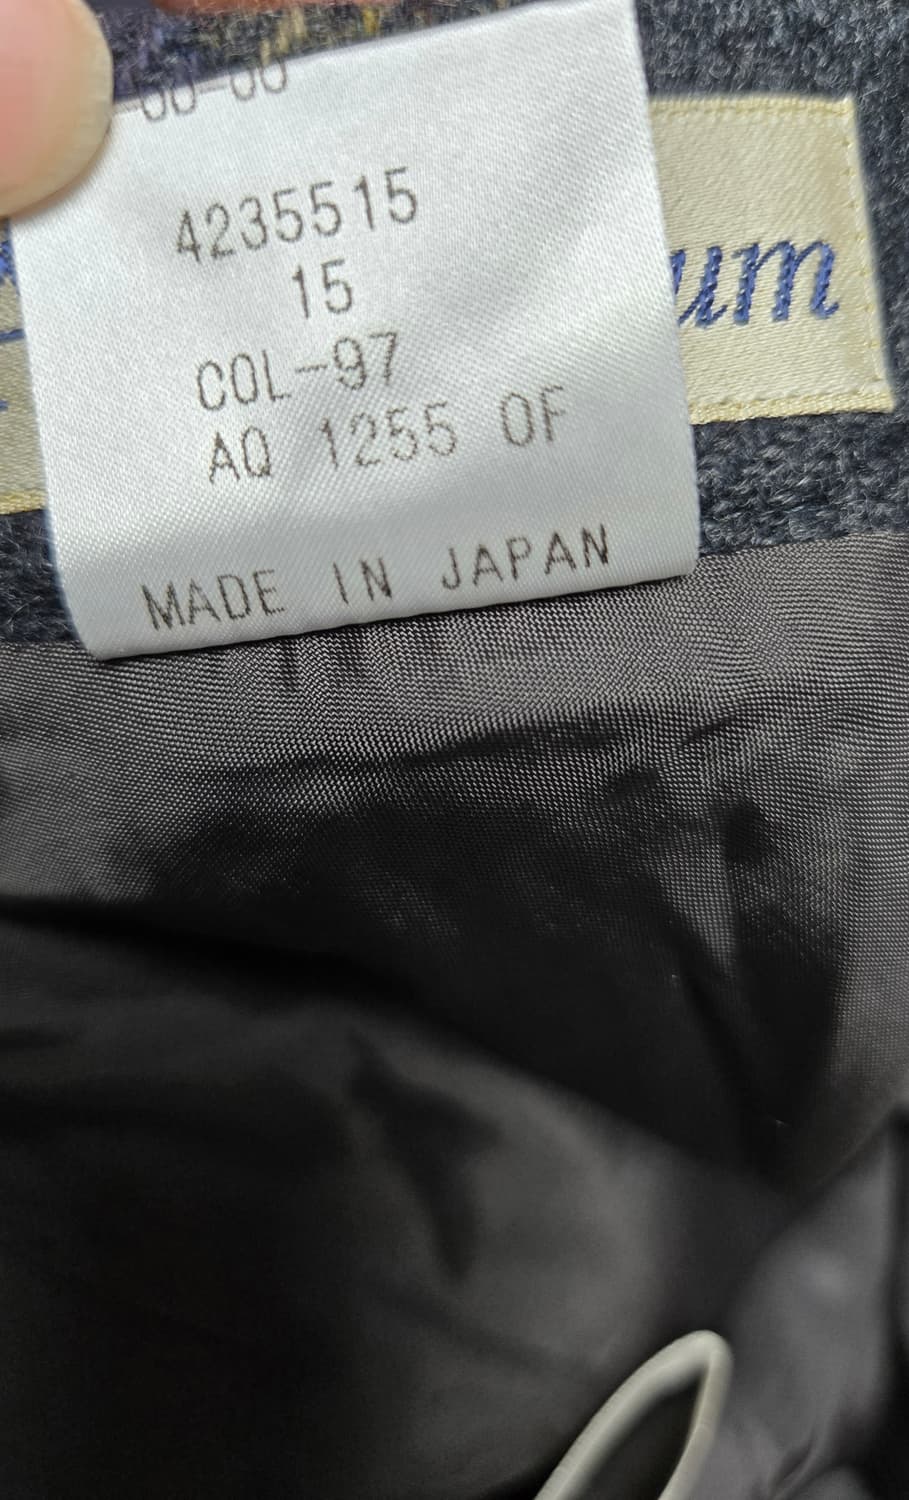 4235515
15
COL-97
AQ 1255 OF
MADE IN JAPAN
um